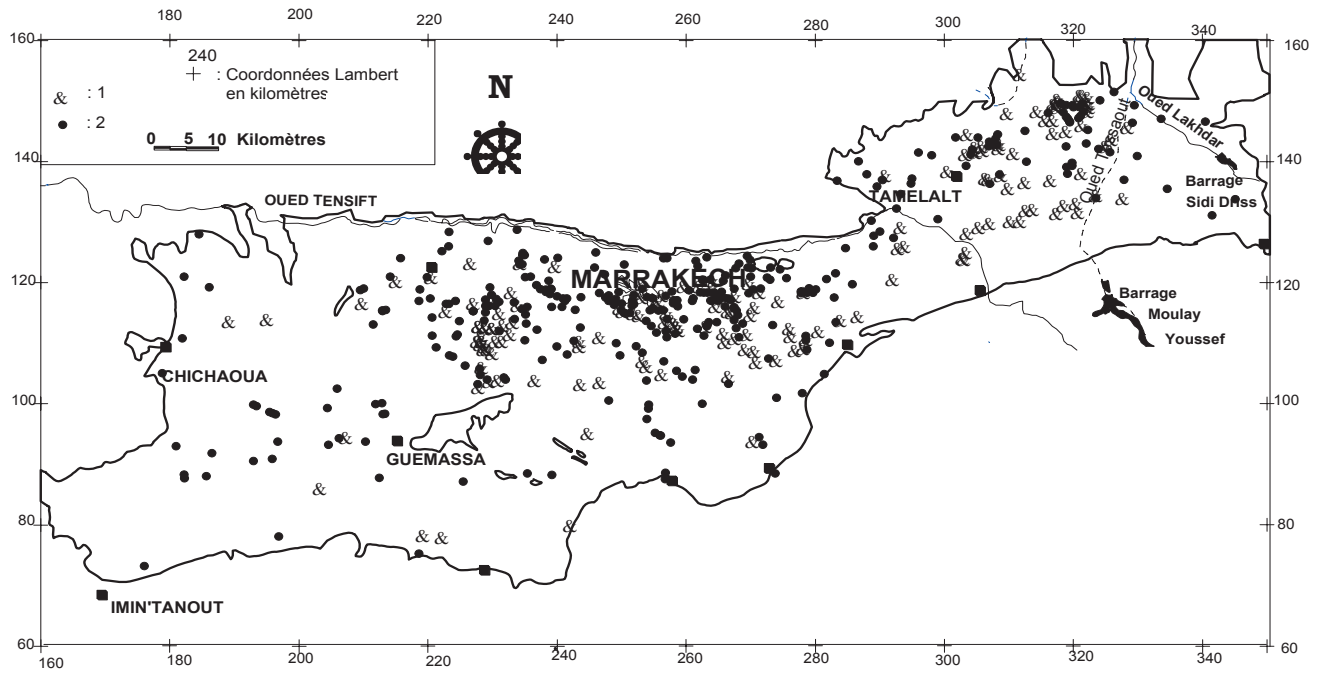 160 180 200 220 240 260 280 300 320 340
160 160
240
+ : Coordonnées Lambert
en kilomètres
& : 1
● : 2
0 5 10 Kilomètres
N
Oued Lakhdar
Oued Tessaout
140 140
Barrage
Sidi Driss
TAMELALT
OUED TENSIFT
120 120
MARRAKECH
Barrage
Moulay
Youssef
CHICHAOUA
100 100
GUEMASSA
80 80
IMIN'TANOUT
60 60
160 180 200 220 240 260 280 300 320 340